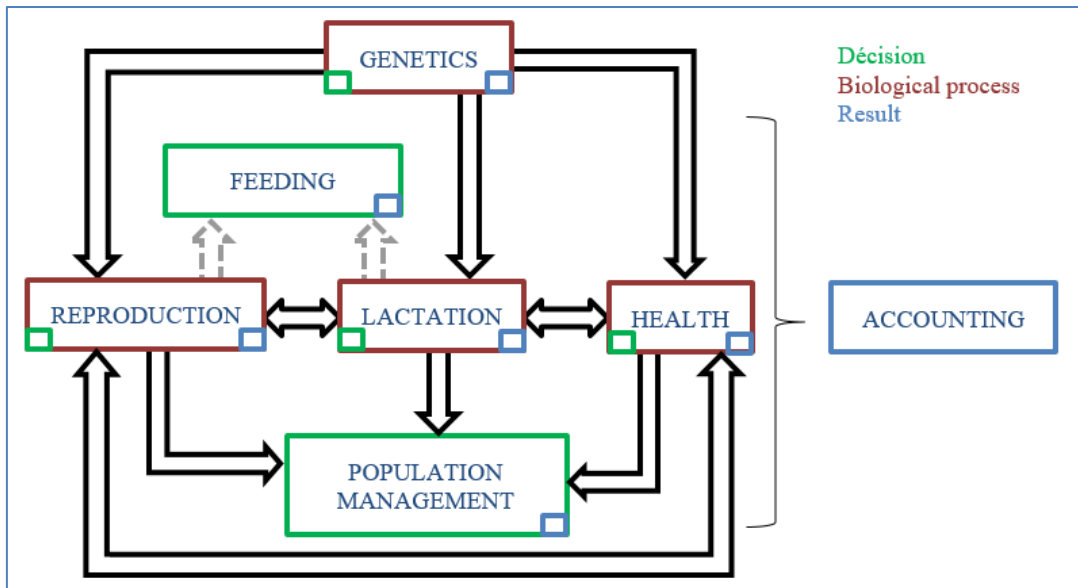 GENETICS
Décision
Biological process
Result
FEEDING
REPRODUCTION
LACTATION
HEALTH
ACCOUNTING
POPULATION
MANAGEMENT